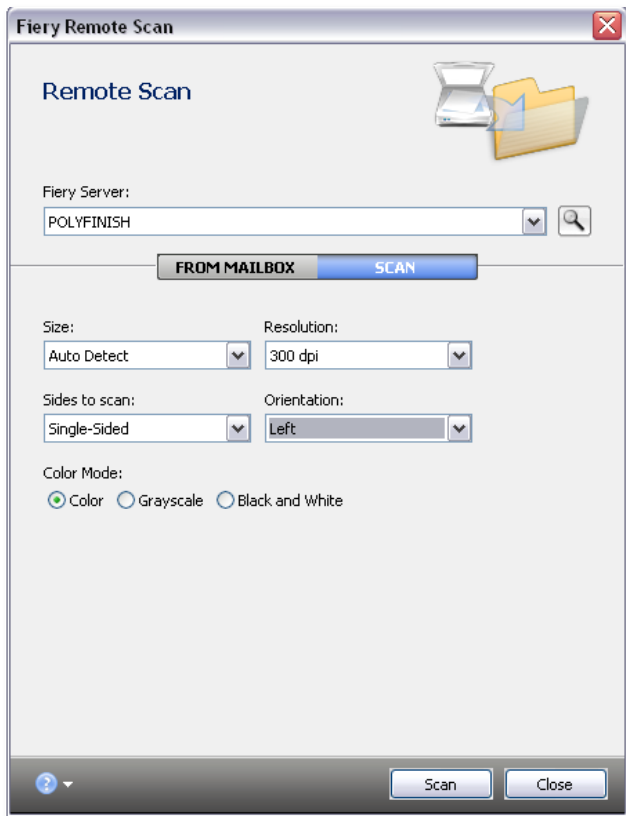 Fiery Remote Scan
Remote Scan
Fiery Server:
POLYFINISH
FROM MAILBOX SCAN
Size: Resolution:
Auto Detect 300 dpi
Sides to scan: Orientation:
Single-Sided Left
Color Mode:
Color Grayscale Black and White
Scan Close